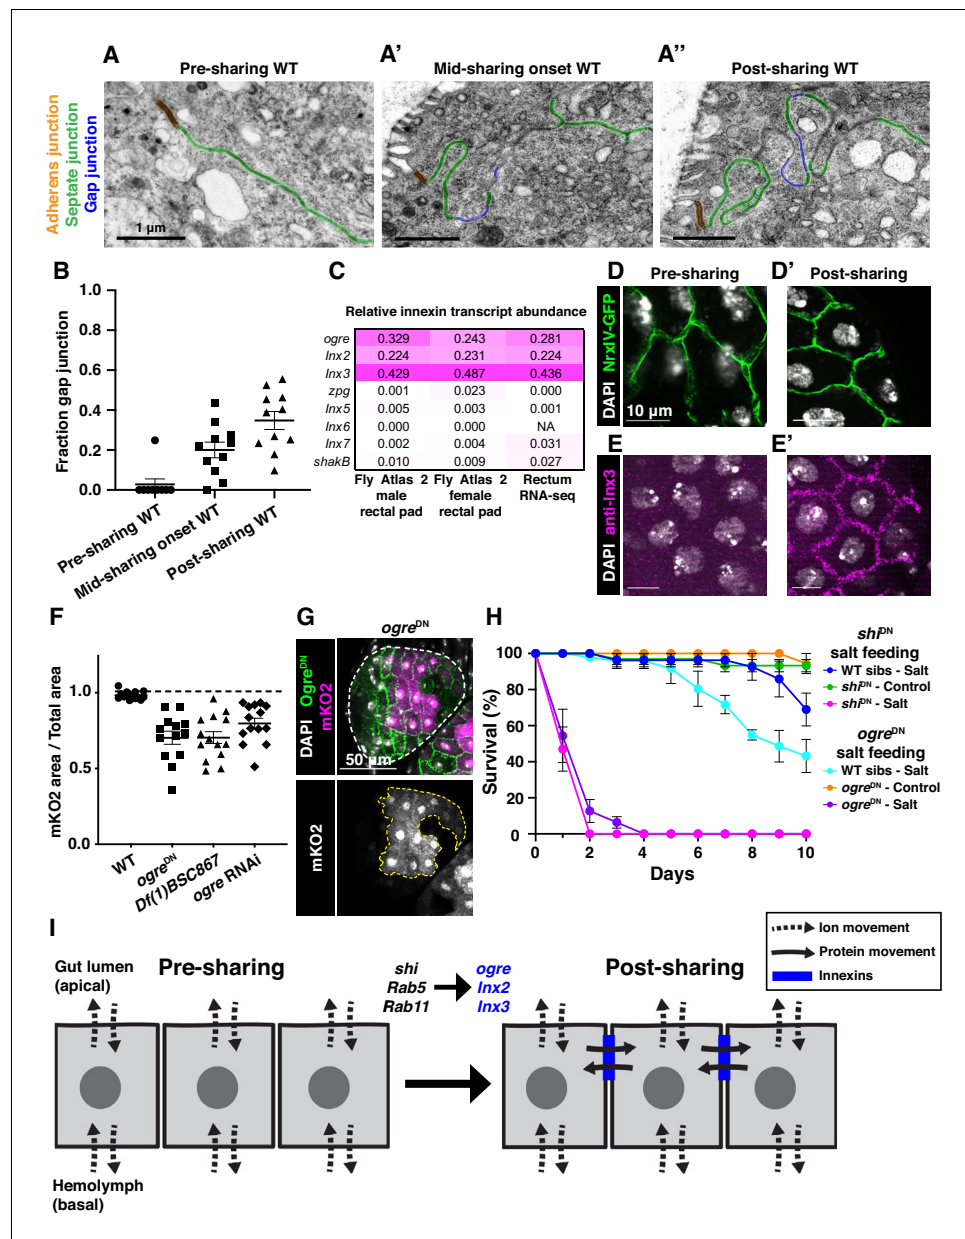 A
Pre-sharing WT
A'
Mid-sharing onset WT
A''
Post-sharing WT
Adherens junction
Septate junction
Gap junction
1 µm
B
Fraction gap junction
1.0
0.8
0.6
0.4
0.2
0.0
Pre-sharing WT
Mid-sharing onset WT
Post-sharing WT
C
Relative innexin transcript abundance
ogre 0.329 0.243 0.281
Inx2 0.224 0.231 0.224
Inx3 0.429 0.487 0.436
zpg 0.001 0.023 0.000
Inx5 0.005 0.003 0.001
Inx6 0.000 0.000 NA
Inx7 0.002 0.004 0.031
shakB 0.010 0.009 0.027
Fly Atlas 2 male rectal pad
Fly Atlas 2 female rectal pad
Rectum RNA-seq
D
Pre-sharing
D'
Post-sharing
DAPI NrxIV-GFP
10 µm
E
E'
DAPI anti-Inx3
F
mKO2 area / Total area
1.0
0.5
0.0
WT
ogreDN
Df(1)BSC867
ogre RNAi
G
ogreDN
DAPI OgreDN
mKO2
50 µm
mKO2
H
Survival (%)
100
80
60
40
20
0
0 2 4 6 8 10
Days
shiDN
salt feeding
WT sibs - Salt
shiDN - Control
shiDN - Salt
ogreDN
salt feeding
WT sibs - Salt
ogreDN - Control
ogreDN - Salt
I
Gut lumen
(apical)
Pre-sharing
shi
Rab5
Rab11
ogre
Inx2
Inx3
Post-sharing
Ion movement
Protein movement
Innexins
Hemolymph
(basal)